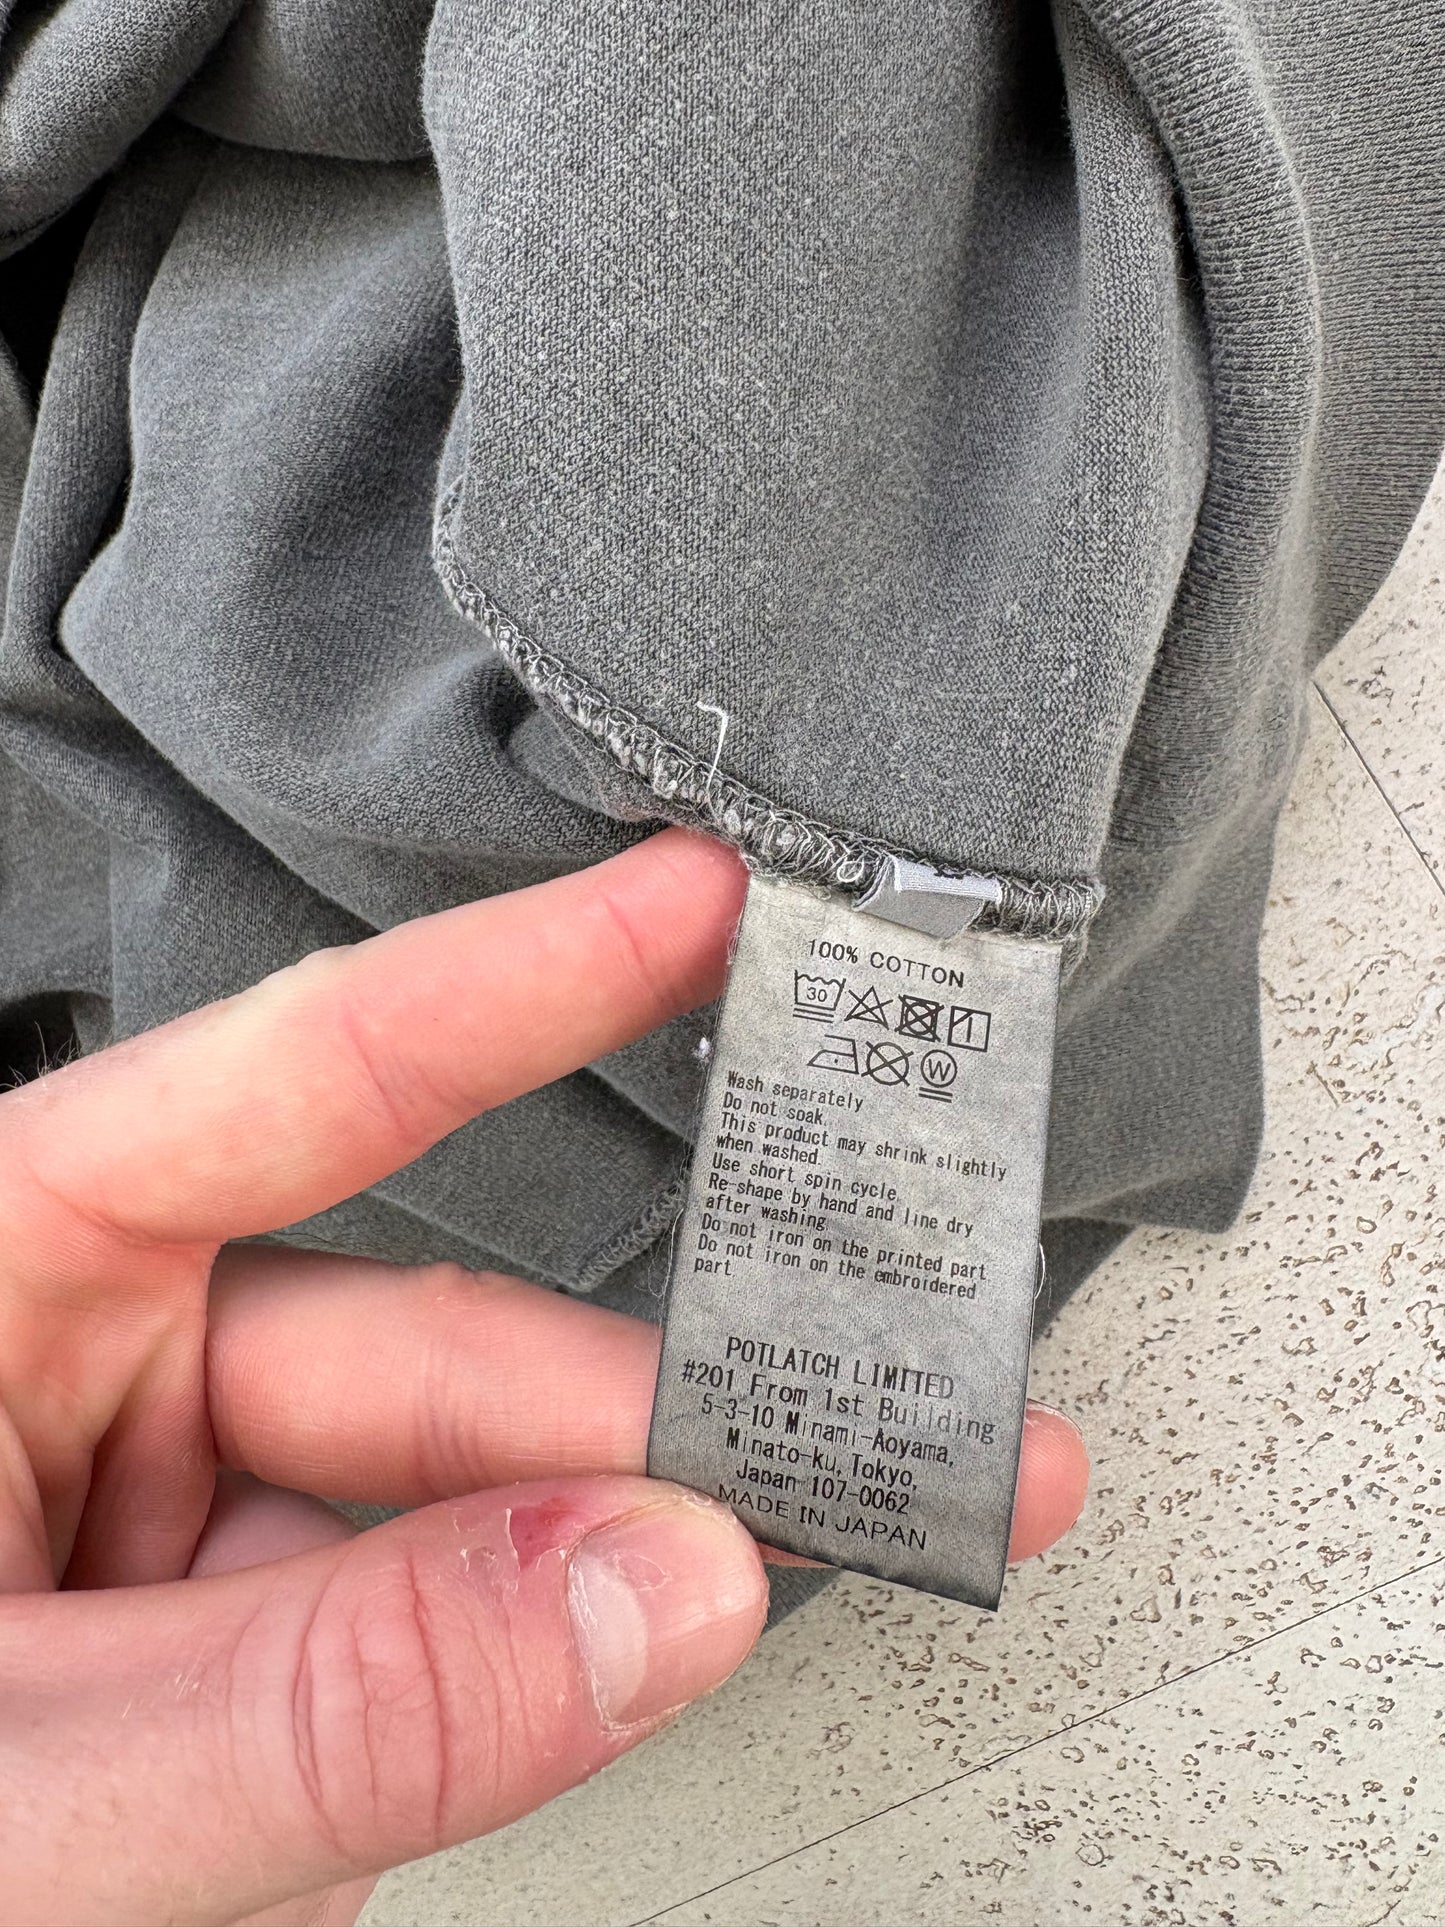 100% COTTON
30
W
Wash separately
Do not soak.
This product may shrink slightly
when washed.
Use short spin cycle.
Re-shape by hand and line dry
after washing.
Do not iron on the printed part
Do not iron on the embroidered
part
POTLATCH LIMITED
#201 From 1st Building
5-3-10 Minami-Aoyama,
Minato-ku, Tokyo,
Japan 107-0062
MADE IN JAPAN